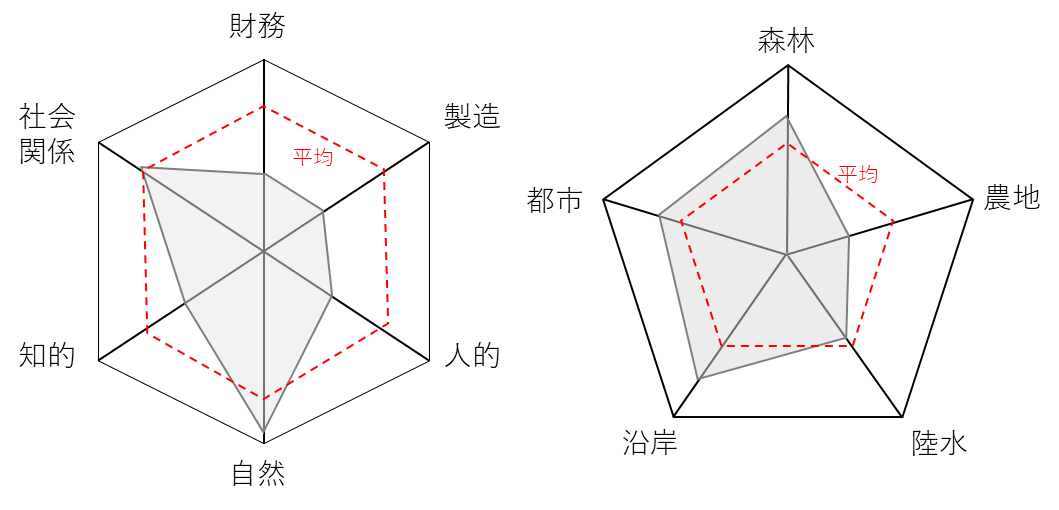 財務
社会
関係
製造
平均
知的
人的
自然
森林
都市
平均
農地
沿岸
陸水